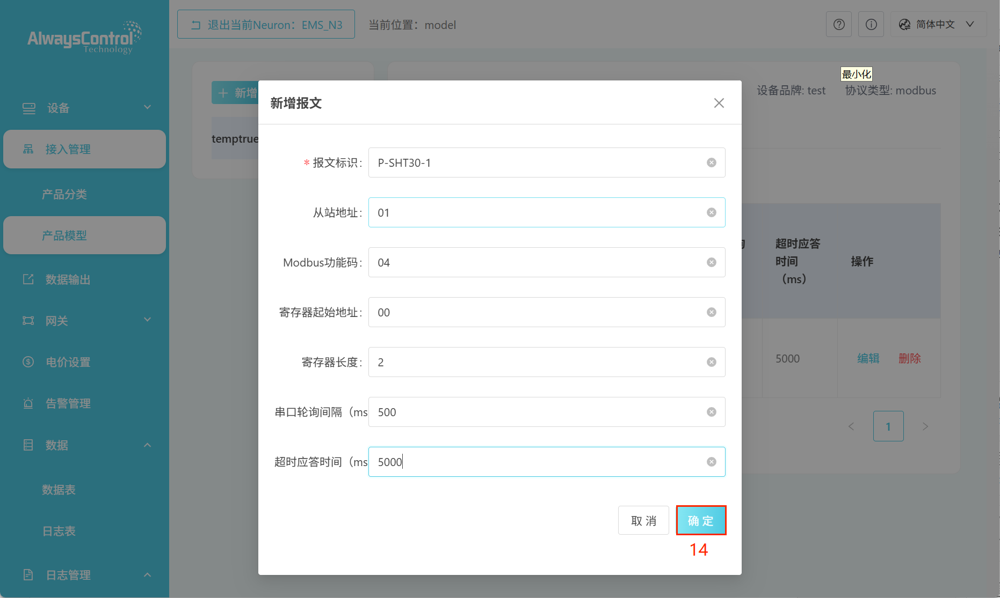 AlwaysControl
Technology
退出当前Neuron：EMS_N3
当前位置：model
简体中文
最小化
设备品牌: test
协议类型: modbus
设备
接入管理
产品分类
产品模型
数据输出
网关
电价设置
告警管理
数据
数据表
日志表
日志管理
新增
temptrue
新增报文
* 报文标识:
P-SHT30-1
从站地址:
01
Modbus功能码:
04
寄存器起始地址:
00
寄存器长度:
2
串口轮询间隔（ms
500
超时应答时间（ms
5000
取 消
确 定
14
超时应答
时间
（ms）
操作
5000
编辑
删除
1